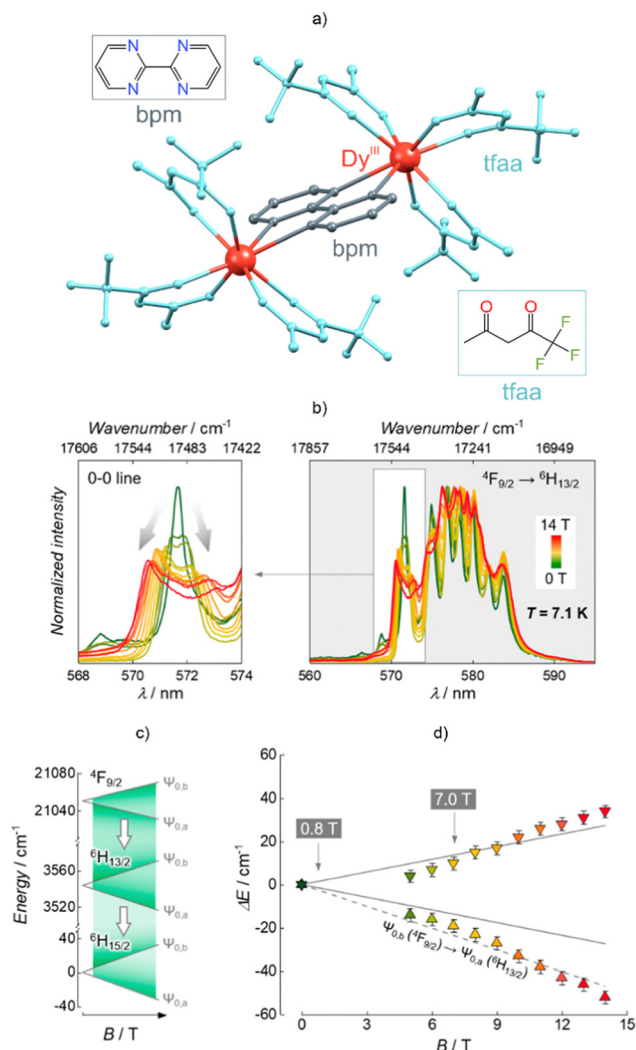 a)
N N
N N
bpm
Dy^III
tfaa
bpm
O O
F
F
F
tfaa
b)
Wavenumber / cm⁻¹
17606 17544 17483 17422
0-0 line
Normalized intensity
568 570 572 574
λ / nm
Wavenumber / cm⁻¹
17857 17544 17241 16949
⁴F₉/₂ → ⁶H₁₃/₂
14 T
0 T
T = 7.1 K
560 570 580 590
λ / nm
c)
21080
21040
3560
3520
40
0
-40
Energy / cm⁻¹
⁴F₉/₂
Ψ₀,b
Ψ₀,a
⁶H₁₃/₂
Ψ₀,b
Ψ₀,a
⁶H₁₅/₂
Ψ₀,b
Ψ₀,a
B / T
d)
60
40
20
0
-20
-40
-60
ΔE / cm⁻¹
0.8 T
7.0 T
Ψ₀,b (⁴F₉/₂) → Ψ₀,a (⁶H₁₃/₂)
0 3 6 9 12 15
B / T